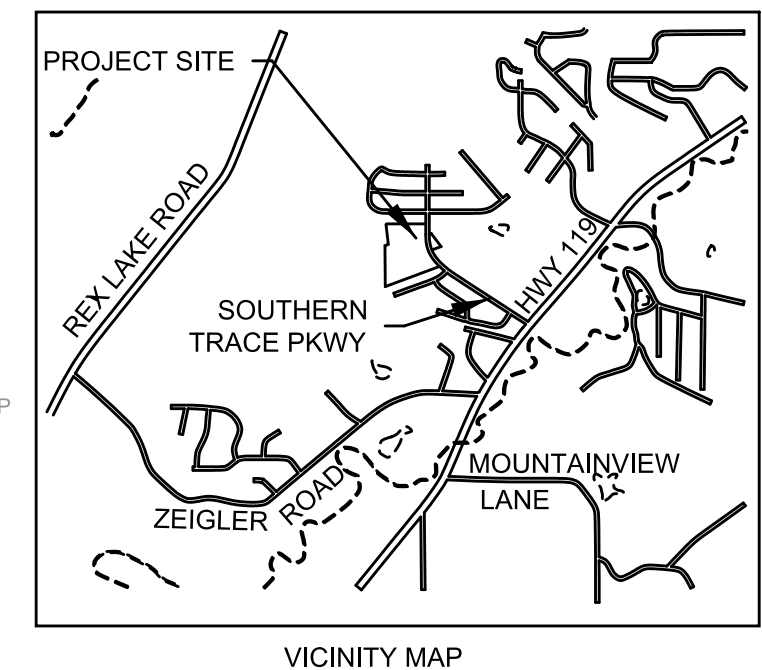 PROJECT SITE
REX LAKE ROAD
HWY 119
SOUTHERN
TRACE PKWY
P
MOUNTAINVIEW
LANE
ZEIGLER ROAD
VICINITY MAP